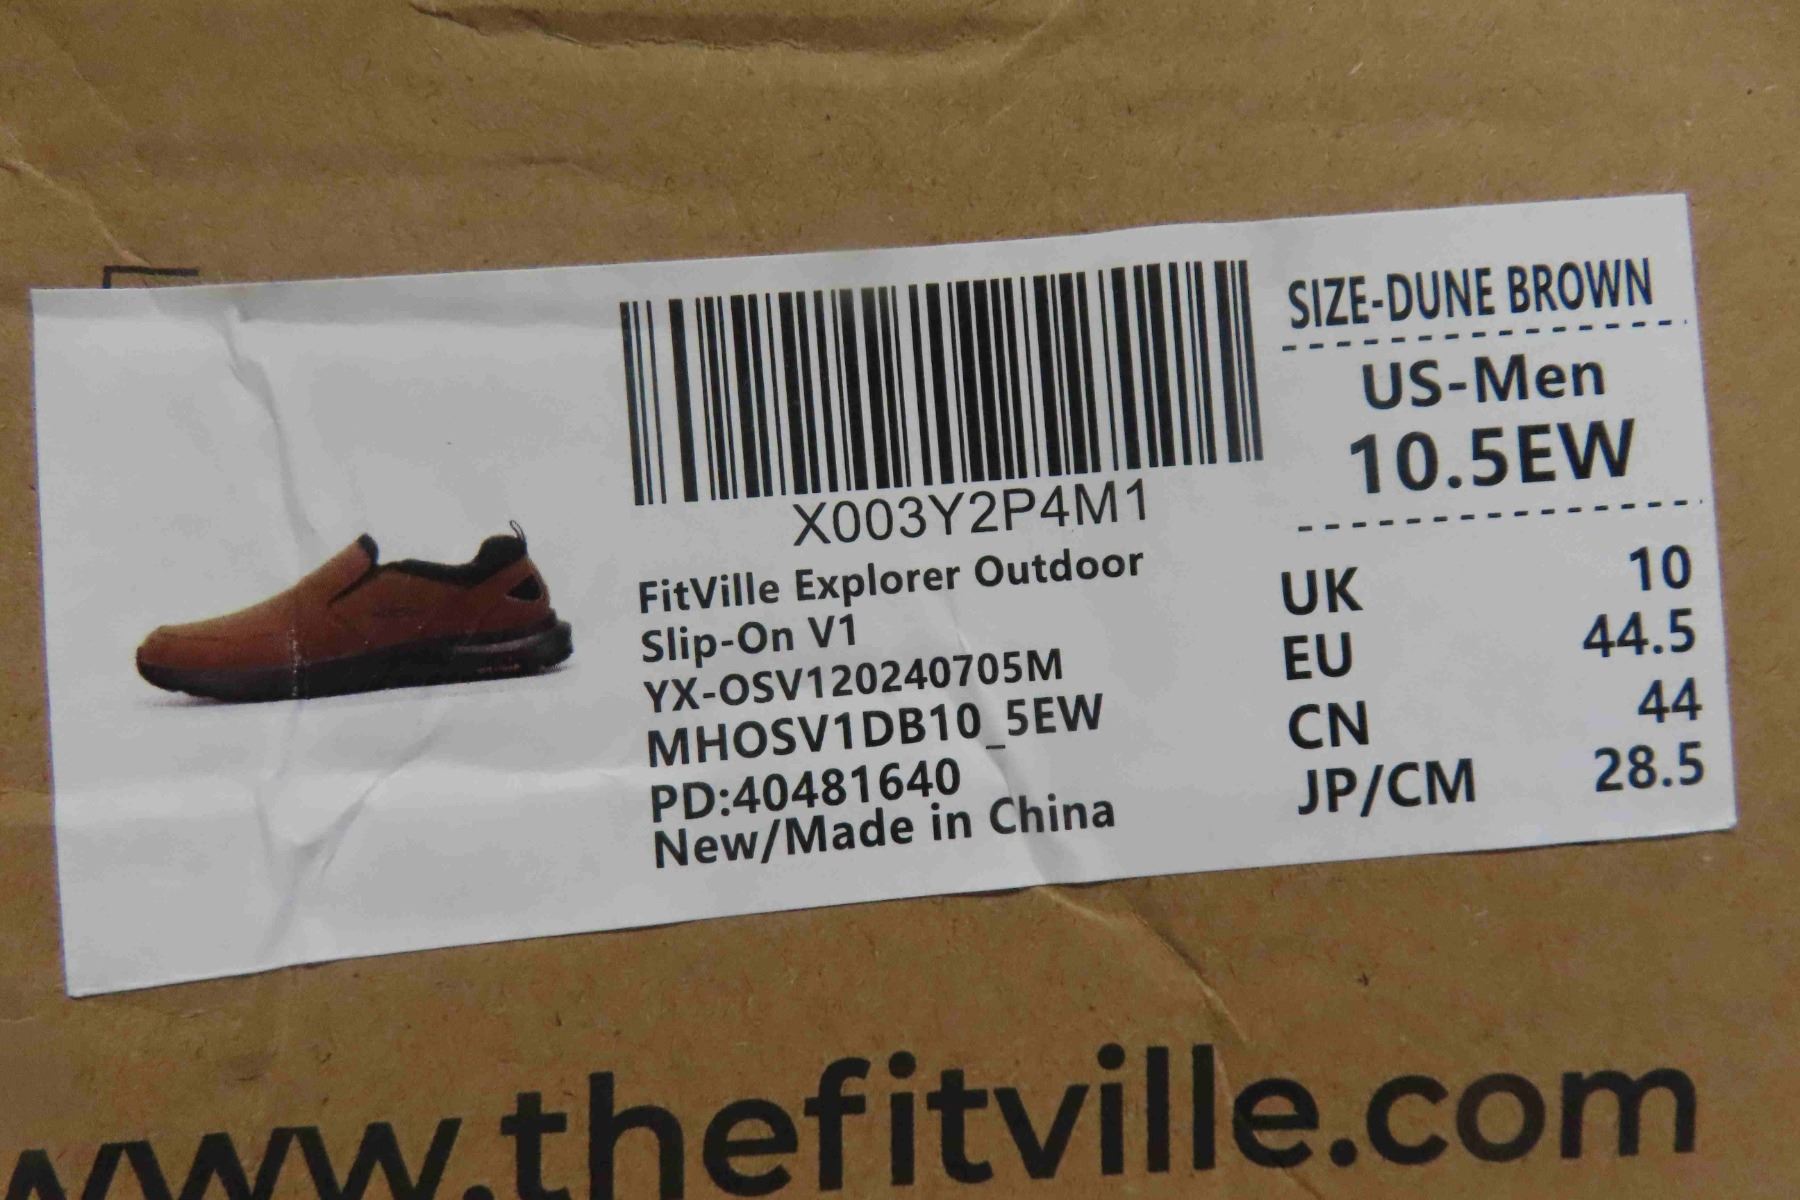 X003Y2P4M1
FitVille Explorer Outdoor
Slip-On V1
YX-OSV120240705M
MHOSV1DB10_5EW
PD:40481640
New/Made in China
SIZE-DUNE BROWN
US-Men
10.5EW
UK 10
EU 44.5
CN 44
JP/CM 28.5
www.thefitville.com